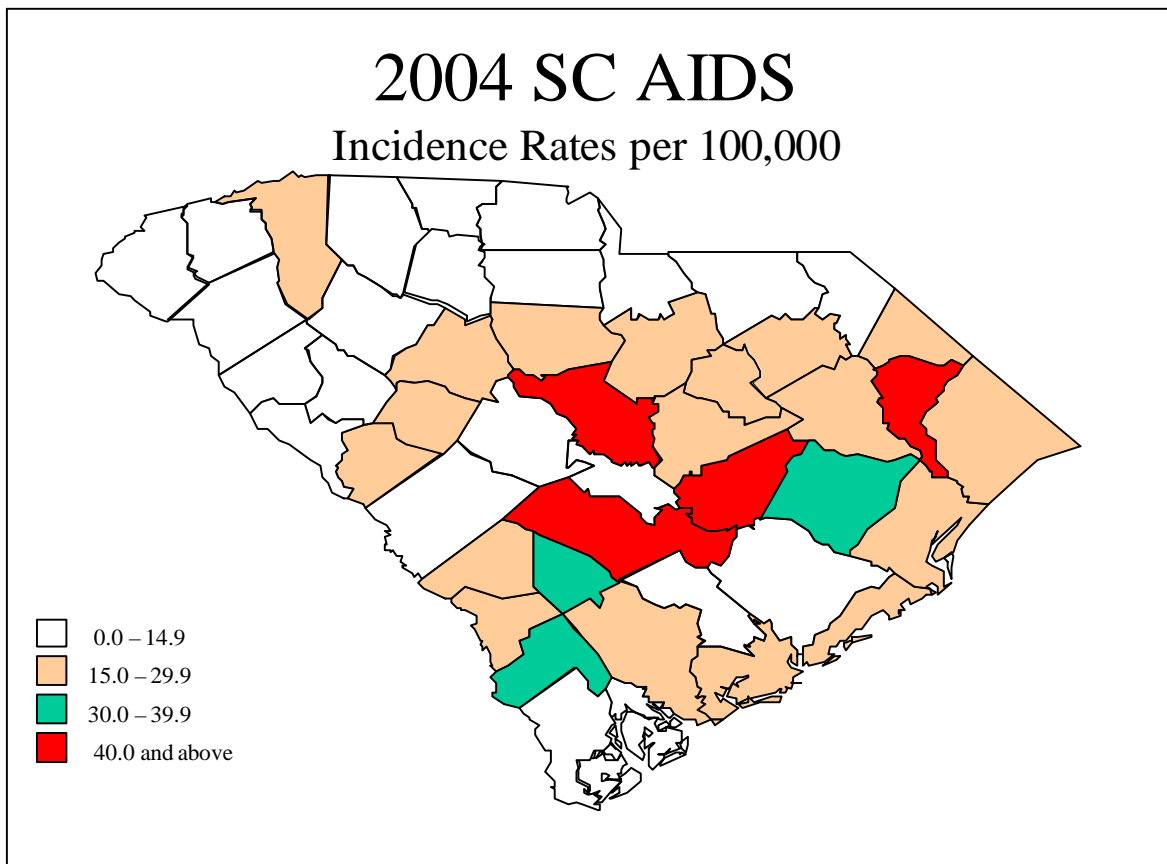 2004 SC AIDS
Incidence Rates per 100,000
0.0 – 14.9
15.0 – 29.9
30.0 – 39.9
40.0 and above